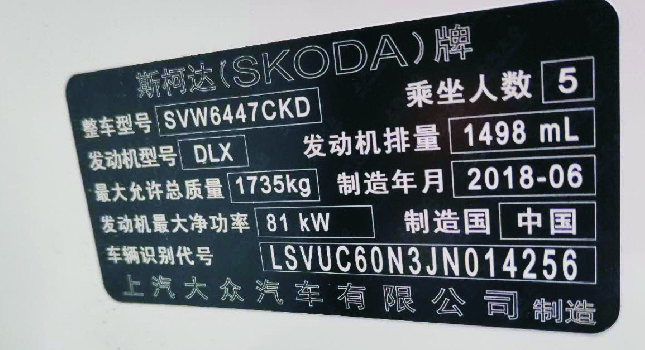 斯柯达(SKODA)牌
整车型号 SVW6447CKD 乘坐人数 5
发动机型号 DLX 发动机排量 1498 mL
最大允许总质量 1735kg 制造年月 2018-06
发动机最大净功率 81 kW 制造国 中国
车辆识别代号 LSVUC60N3JN014256
上汽大众汽车有限公司 制造